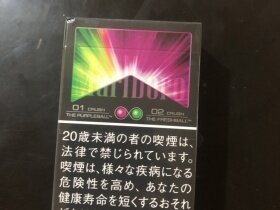 Marlboro
01 CRUSH 02 CRUSH
THE PURPLEBALL™ THE FRESHBALL™
20歳未満の者の喫煙は、
法律で禁じられています。
喫煙は、様々な疾病になる
危険性を高め、あなたの
健康寿命を短くするおそれ